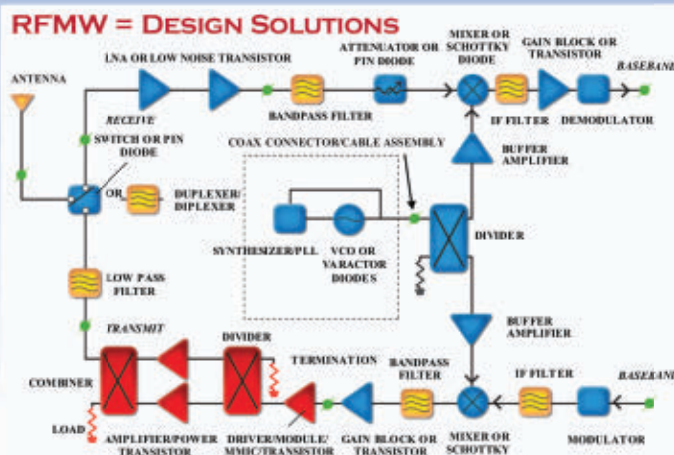 RFMW = DESIGN SOLUTIONS
ANTENNA
LNA OR LOW NOISE TRANSISTOR
ATTENUATOR OR
PIN DIODE
MIXER OR
SCHOTTKY
DIODE
GAIN BLOCK OR
TRANSISTOR
BASEBAND
RECEIVE
BANDPASS FILTER
IF FILTER
DEMODULATOR
SWITCH OR PIN
DIODE
COAX CONNECTOR/CABLE ASSEMBLY
BUFFER
AMPLIFIER
OR
DUPLEXER/
DIPLEXER
SYNTHESIZER/PLL
VCO OR
VARACTOR
DIODES
DIVIDER
LOW PASS
FILTER
BUFFER
AMPLIFIER
TRANSMIT
DIVIDER
TERMINATION
BANDPASS
FILTER
IF FILTER
BASEBAND
COMBINER
LOAD
AMPLIFIER/POWER
TRANSISTOR
DRIVER/MODULE/
MMIC/TRANSISTOR
GAIN BLOCK OR
TRANSISTOR
MIXER OR
SCHOTTKY
MODULATOR